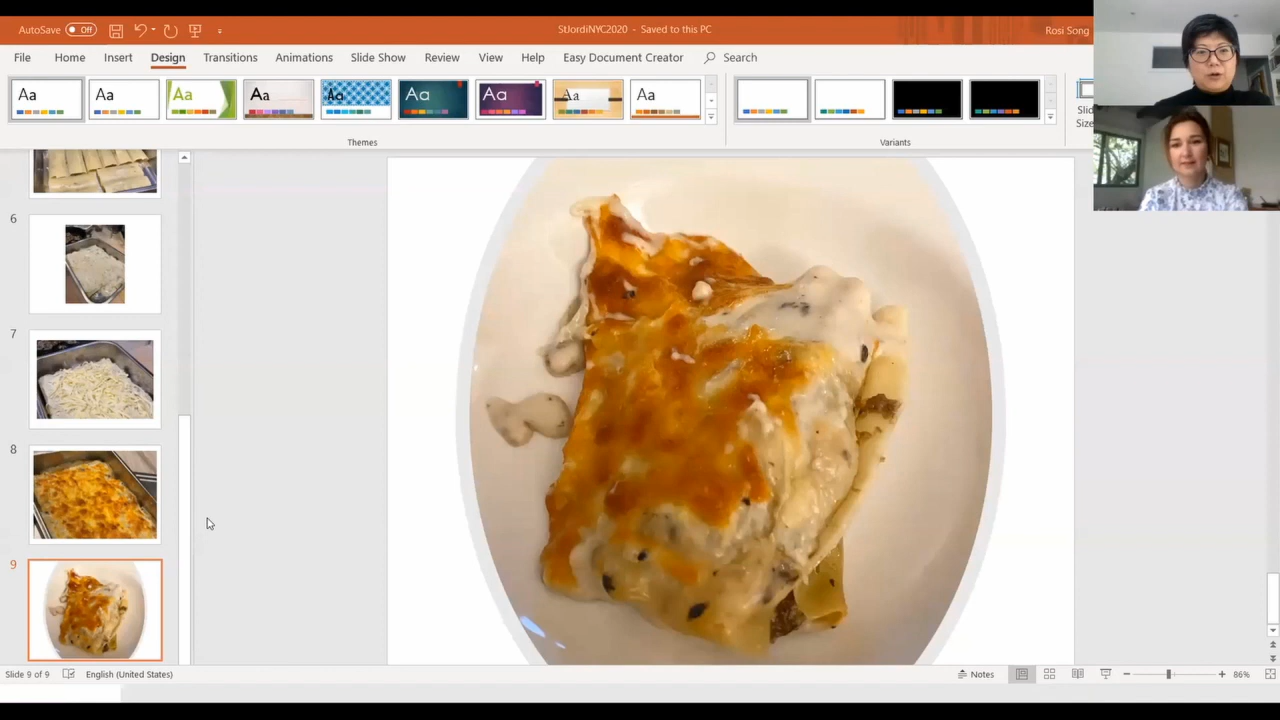 AutoSave Off StJordiNYC2020 - Saved to this PC Rosi Song
File Home Insert Design Transitions Animations Slide Show Review View Help Easy Document Creator Search
Aa Aa Aa Aa Aa Aa Aa Aa Aa
Slid
Size
Themes Variants
6
7
8
9
Slide 9 of 9 English (United States) Notes 86%